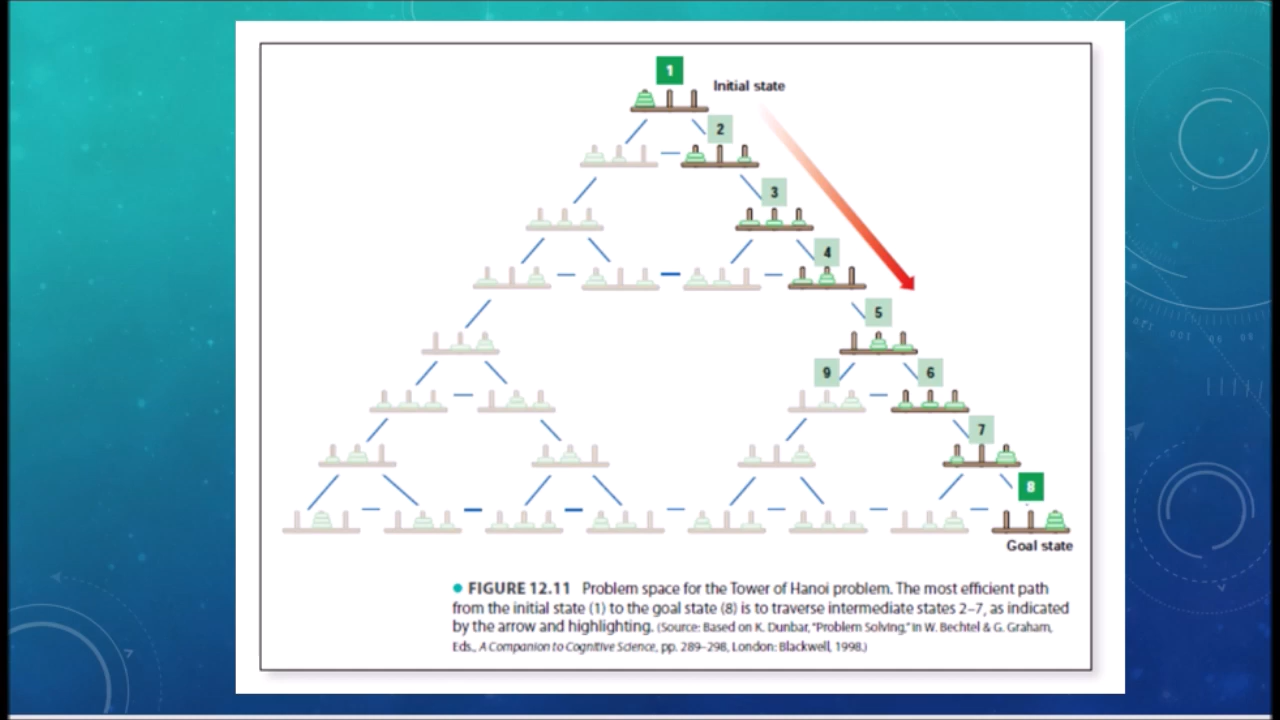 1
Initial state
2
3
4
5
9
6
7
8
Goal state
● FIGURE 12.11 Problem space for the Tower of Hanoi problem. The most efficient path
from the initial state (1) to the goal state (8) is to traverse intermediate states 2–7, as indicated
by the arrow and highlighting. (Source: Based on K. Dunbar, "Problem Solving," in W. Bechtel & G. Graham,
Eds., A Companion to Cognitive Science, pp. 289–298, London: Blackwell, 1998.)